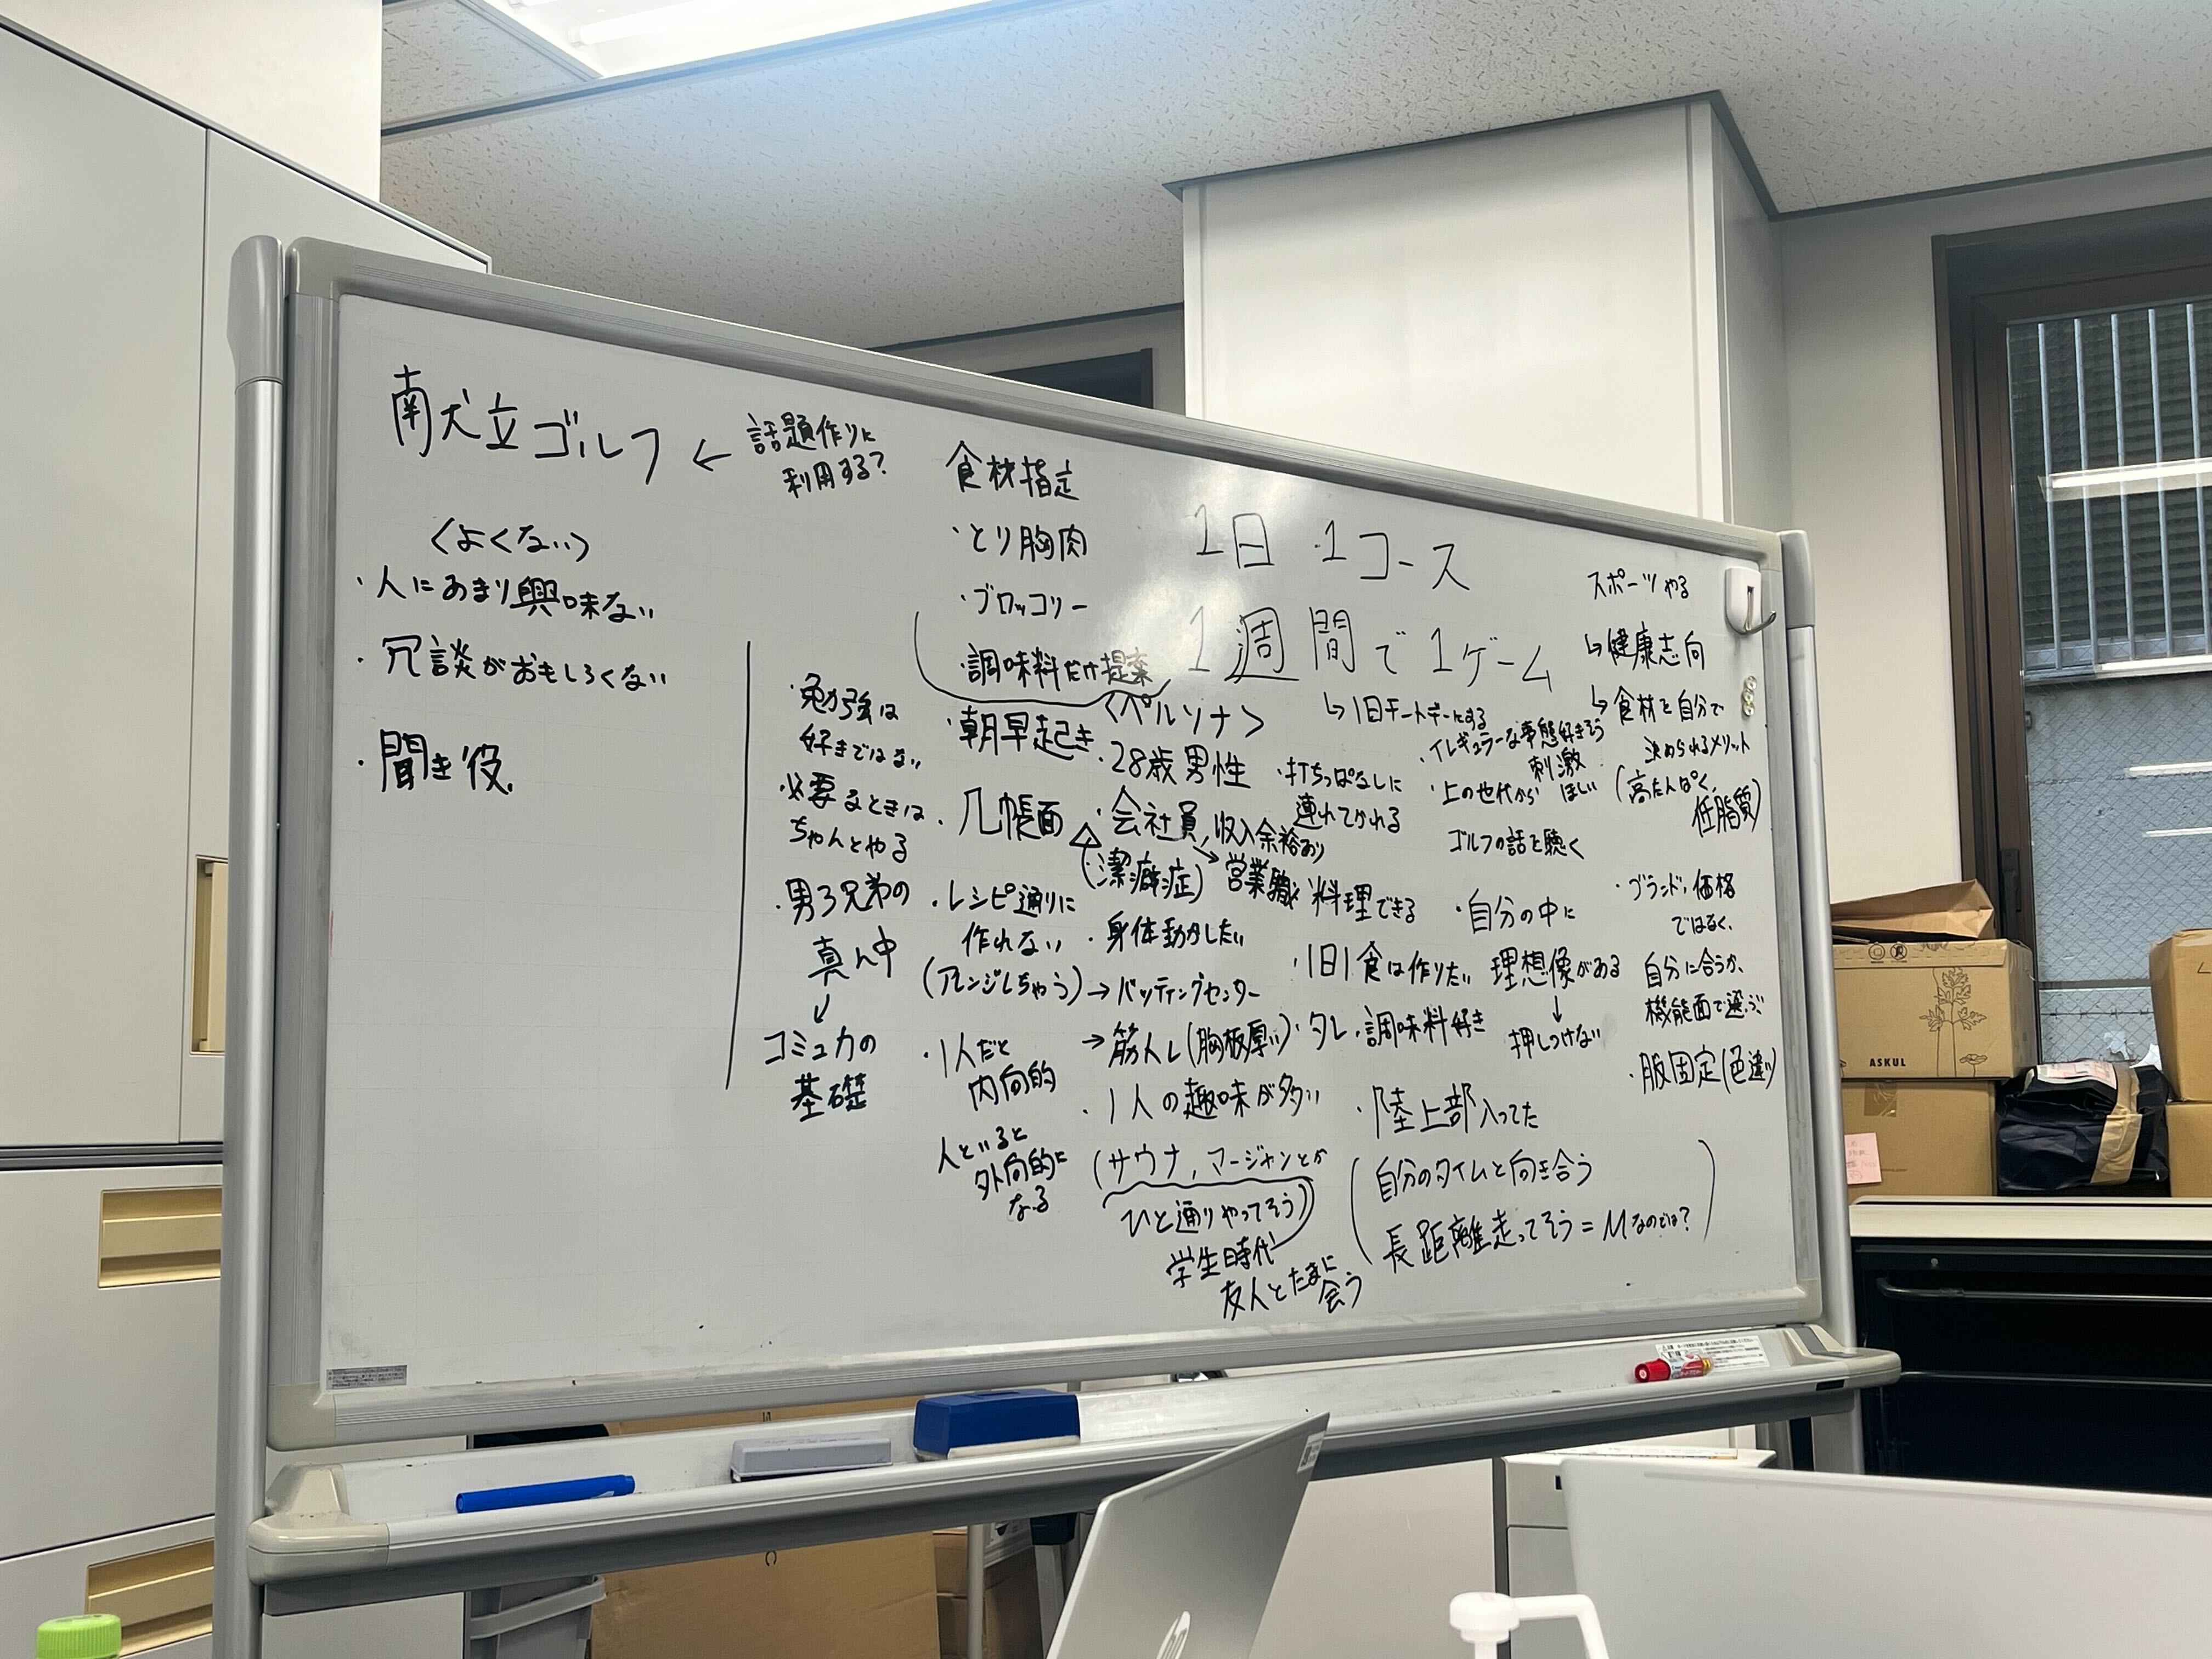 南犬立ゴルフ ← 話題作りに
利用する?
〈よくない〉
・人にあまり興味ない
・冗談がおもしろくない
・聞き役.
食材指定
・とり胸肉
・ブロッコリー
・調味料だけ提案
1日・1コース
1週間で1ゲーム
↳1日チートデーにする
スポーツやる
↳健康志向
↳食材を自分で
決められるメリット
(高たんぱく、
低脂質)
・勉強は
好きではない
・必要なときは
ちゃんとやる
・男3兄弟の
真ん中
↓
コミュ力の
基礎
・朝早起き
・几帳面
(潔癖症)
・レシピ通りに
作れない
(アレンジしちゃう)
・1人だと
内向的
人といると
外向的に
なる
〈ペルソナ〉
・28歳男性
・会社員,収入余裕あり
→営業職
・身体動かしたい
→バッティングセンター
→筋トレ(胸板厚い)
・1人の趣味が多い
(サウナ,マージャンとか
ひと通りやってそう)
学生時代
友人とたまに
会う
・打ちっぱなしに
連れてかれる
・料理できる
・1日1食は作りたい
・タレ・調味料好き
・陸上部入ってた
(自分のタイムと向き合う
長距離走ってそう=Mなのでは?)
・イレギュラーな事態好きそう
刺激
ほしい
・上の世代から
ゴルフの話を聴く
・自分の中に
理想像がある
↓
押しつけない
・ブランド,価格
ではなく、
自分に合うか、
機能面で選ぶ
・服固定(色違い)
ASKUL